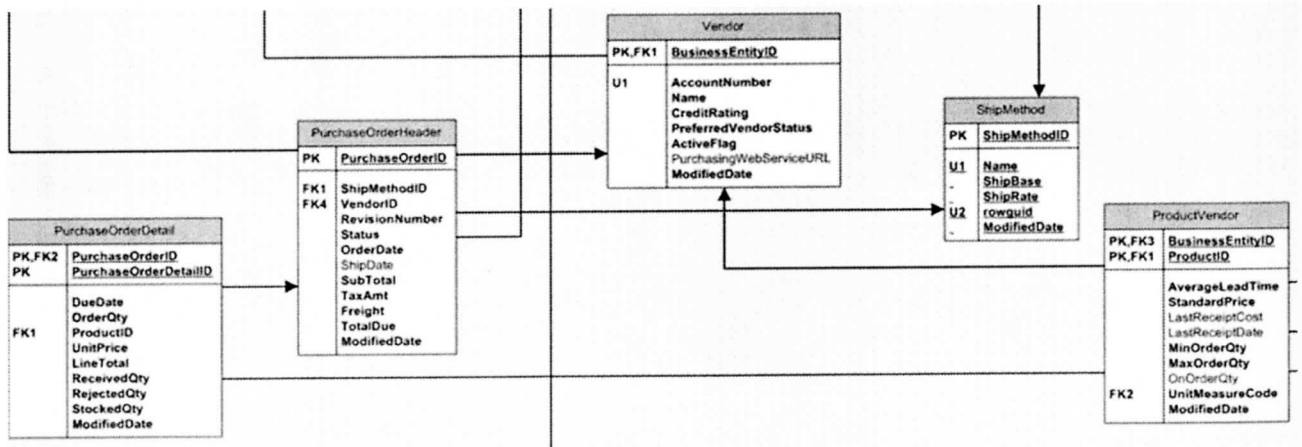 Vendor
PK,FK1 BusinessEntityID
U1 AccountNumber
Name
CreditRating
PreferredVendorStatus
ActiveFlag
PurchasingWebServiceURL
ModifiedDate
ShipMethod
PK ShipMethodID
U1 Name
ShipBase
ShipRate
U2 rowguid
ModifiedDate
PurchaseOrderHeader
PK PurchaseOrderID
FK1 ShipMethodID
FK4 VendorID
RevisionNumber
Status
OrderDate
ShipDate
SubTotal
TaxAmt
Freight
TotalDue
ModifiedDate
PurchaseOrderDetail
PK,FK2 PurchaseOrderID
PK PurchaseOrderDetailID
DueDate
OrderQty
FK1 ProductID
UnitPrice
LineTotal
ReceivedQty
RejectedQty
StockedQty
ModifiedDate
ProductVendor
PK,FK3 BusinessEntityID
PK,FK1 ProductID
AverageLeadTime
StandardPrice
LastReceiptCost
LastReceiptDate
MinOrderQty
MaxOrderQty
OnOrderQty
FK2 UnitMeasureCode
ModifiedDate